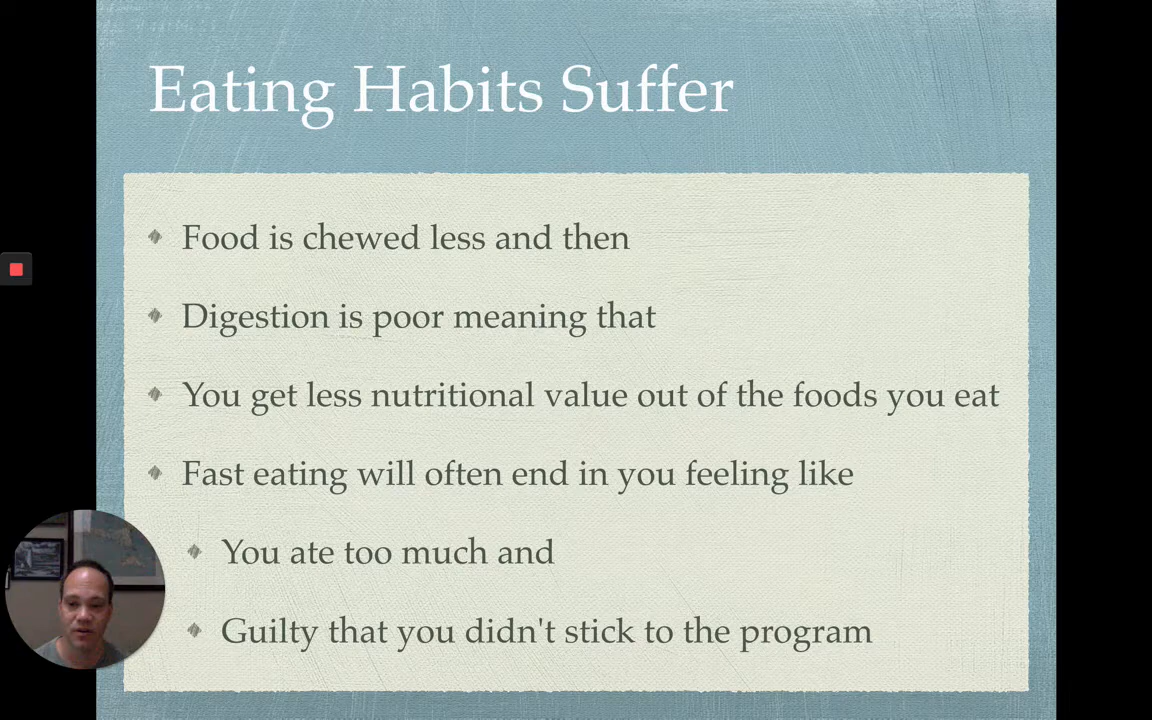 Eating Habits Suffer
Food is chewed less and then
Digestion is poor meaning that
You get less nutritional value out of the foods you eat
Fast eating will often end in you feeling like
You ate too much and
Guilty that you didn't stick to the program